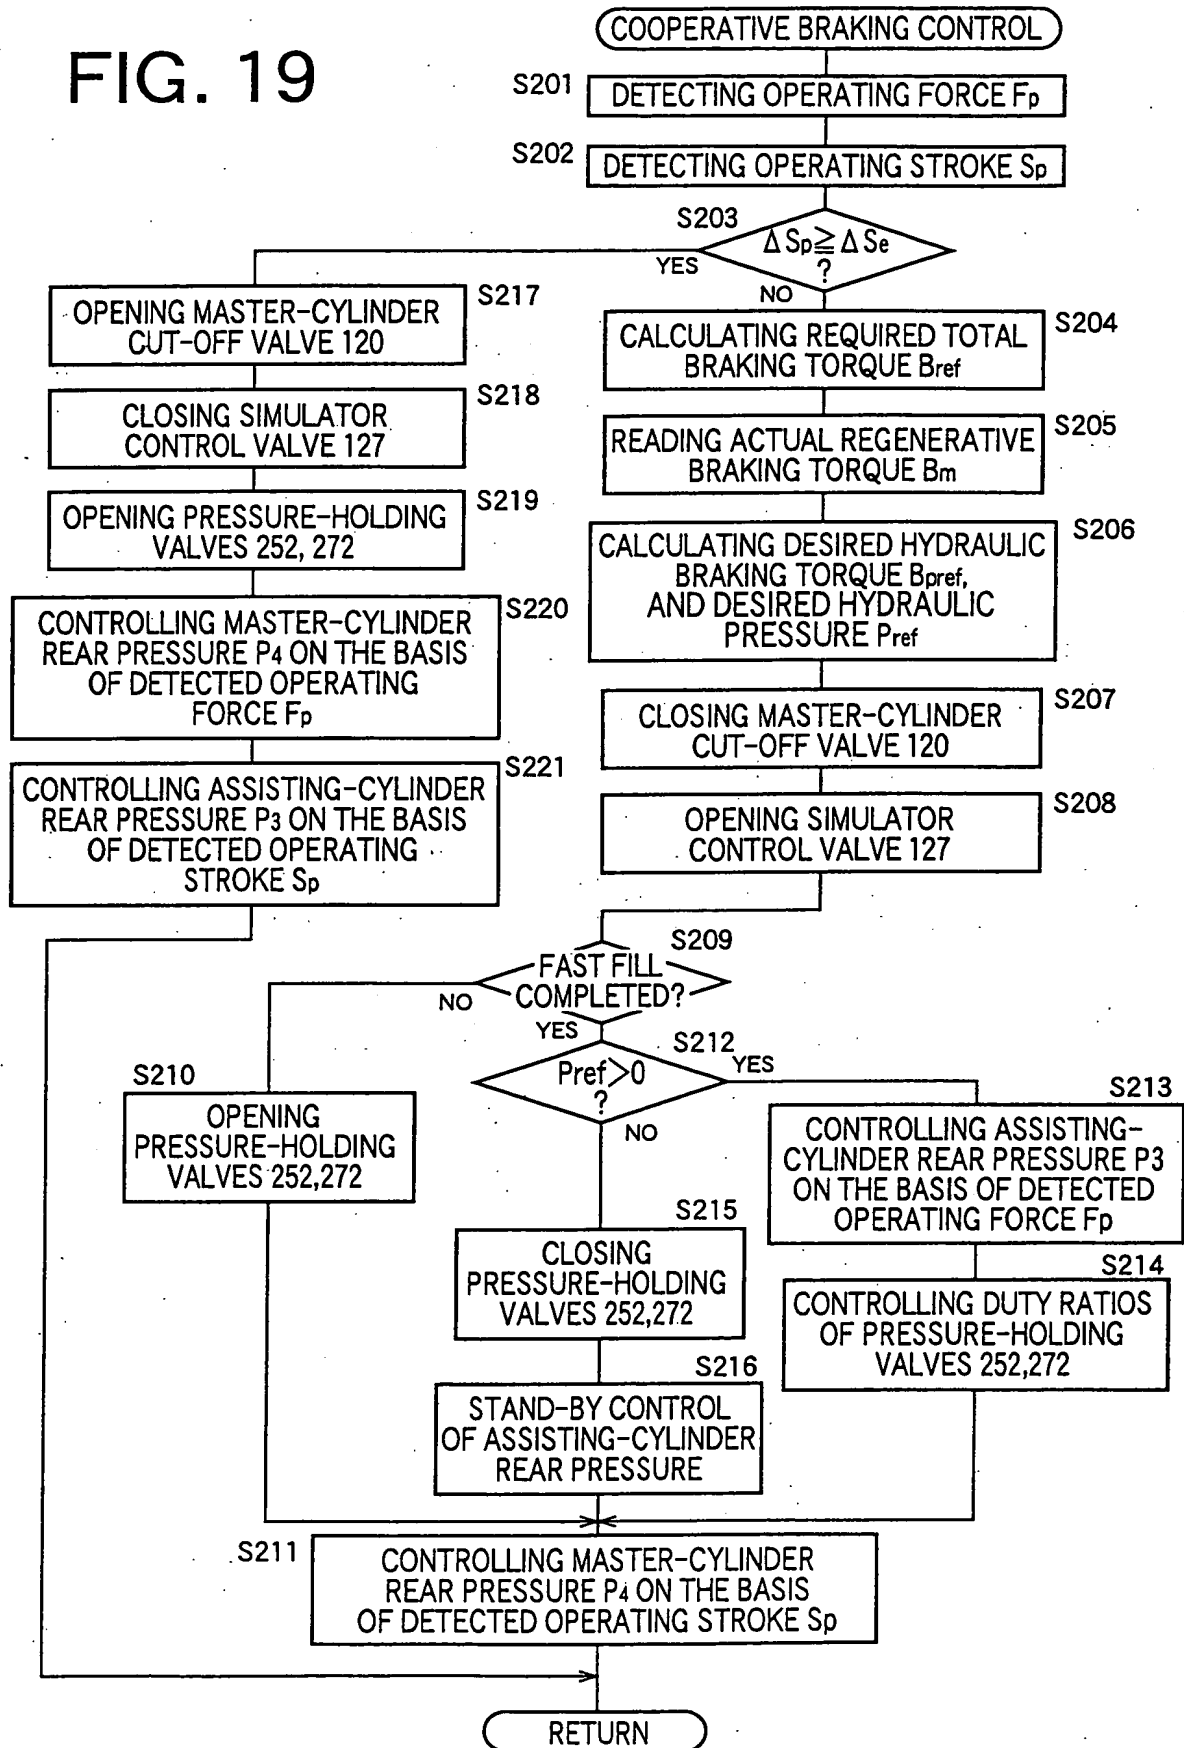 FIG. 19
COOPERATIVE BRAKING CONTROL
S201
DETECTING OPERATING FORCE Fp
S202
DETECTING OPERATING STROKE Sp
S203
ΔSp≧ΔSe
?
YES
NO
S217
OPENING MASTER-CYLINDER
CUT-OFF VALVE 120
S218
CLOSING SIMULATOR
CONTROL VALVE 127
S219
OPENING PRESSURE-HOLDING
VALVES 252, 272
S220
CONTROLLING MASTER-CYLINDER
REAR PRESSURE P4 ON THE BASIS
OF DETECTED OPERATING
FORCE Fp
S221
CONTROLLING ASSISTING-CYLINDER
REAR PRESSURE P3 ON THE BASIS
OF DETECTED OPERATING
STROKE Sp
S204
CALCULATING REQUIRED TOTAL
BRAKING TORQUE Bref
S205
READING ACTUAL REGENERATIVE
BRAKING TORQUE Bm
S206
CALCULATING DESIRED HYDRAULIC
BRAKING TORQUE Bpref,
AND DESIRED HYDRAULIC
PRESSURE Pref
S207
CLOSING MASTER-CYLINDER
CUT-OFF VALVE 120
S208
OPENING SIMULATOR
CONTROL VALVE 127
S209
FAST FILL
COMPLETED?
NO
YES
S210
OPENING
PRESSURE-HOLDING
VALVES 252,272
S212
Pref>0
?
YES
NO
S213
CONTROLLING ASSISTING-
CYLINDER REAR PRESSURE P3
ON THE BASIS OF DETECTED
OPERATING FORCE Fp
S214
CONTROLLING DUTY RATIOS
OF PRESSURE-HOLDING
VALVES 252,272
S215
CLOSING
PRESSURE-HOLDING
VALVES 252,272
S216
STAND-BY CONTROL
OF ASSISTING-CYLINDER
REAR PRESSURE
S211
CONTROLLING MASTER-CYLINDER
REAR PRESSURE P4 ON THE BASIS
OF DETECTED OPERATING STROKE Sp
RETURN